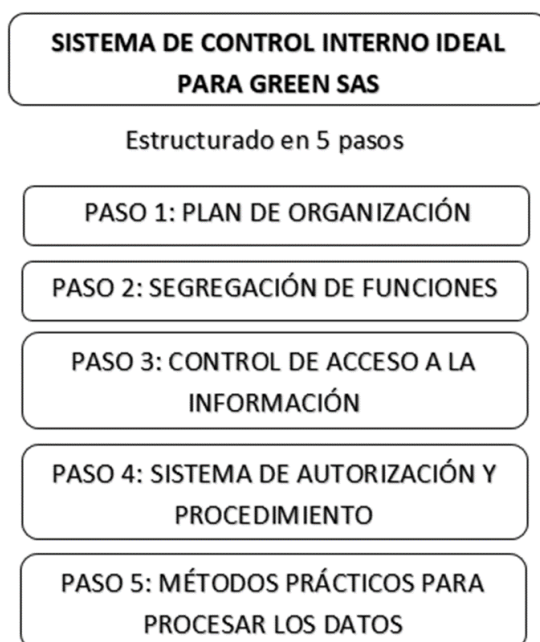 SISTEMA DE CONTROL INTERNO IDEAL
PARA GREEN SAS
Estructurado en 5 pasos
PASO 1: PLAN DE ORGANIZACIÓN
PASO 2: SEGREGACIÓN DE FUNCIONES
PASO 3: CONTROL DE ACCESO A LA
INFORMACIÓN
PASO 4: SISTEMA DE AUTORIZACIÓN Y
PROCEDIMIENTO
PASO 5: MÉTODOS PRÁCTICOS PARA
PROCESAR LOS DATOS